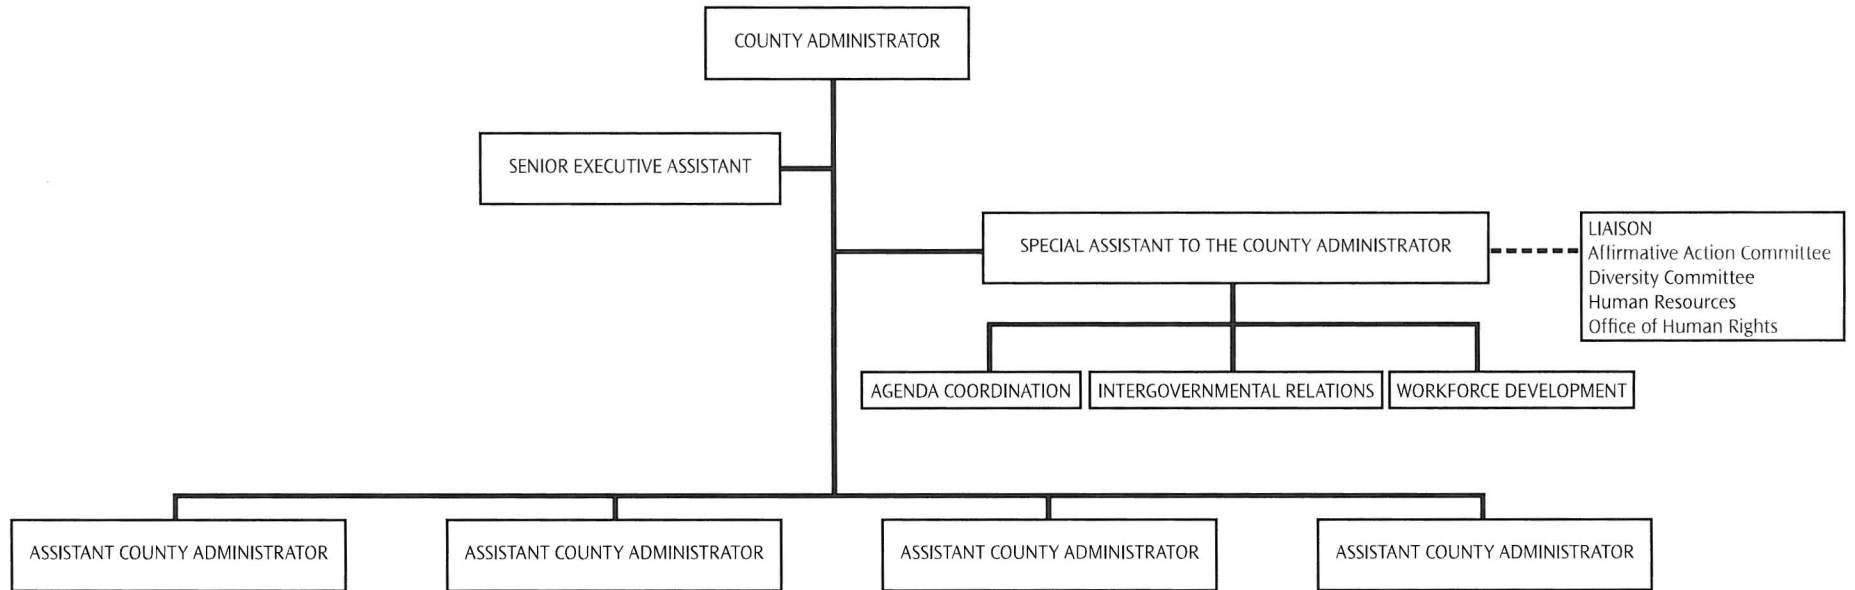 COUNTY ADMINISTRATOR
SENIOR EXECUTIVE ASSISTANT
SPECIAL ASSISTANT TO THE COUNTY ADMINISTRATOR
LIAISON
Affirmative Action Committee
Diversity Committee
Human Resources
Office of Human Rights
AGENDA COORDINATION
INTERGOVERNMENTAL RELATIONS
WORKFORCE DEVELOPMENT
ASSISTANT COUNTY ADMINISTRATOR
ASSISTANT COUNTY ADMINISTRATOR
ASSISTANT COUNTY ADMINISTRATOR
ASSISTANT COUNTY ADMINISTRATOR